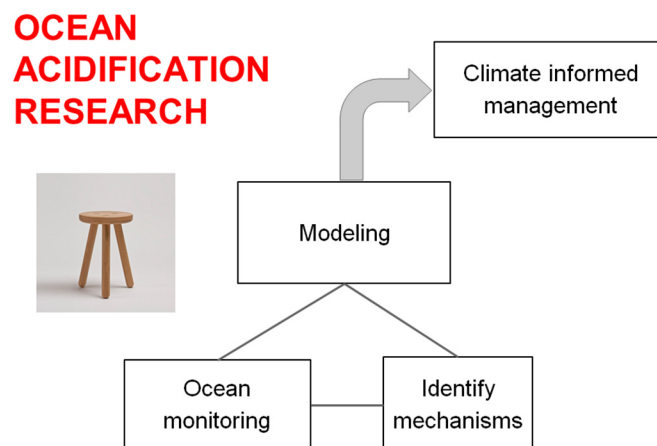 OCEAN
ACIDIFICATION
RESEARCH
Climate informed
management
Modeling
Ocean
monitoring
Identify
mechanisms